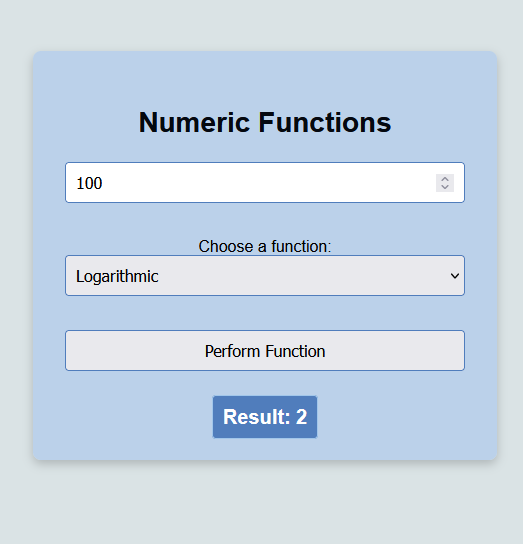 Numeric Functions
100
Choose a function:
Logarithmic
Perform Function
Result: 2